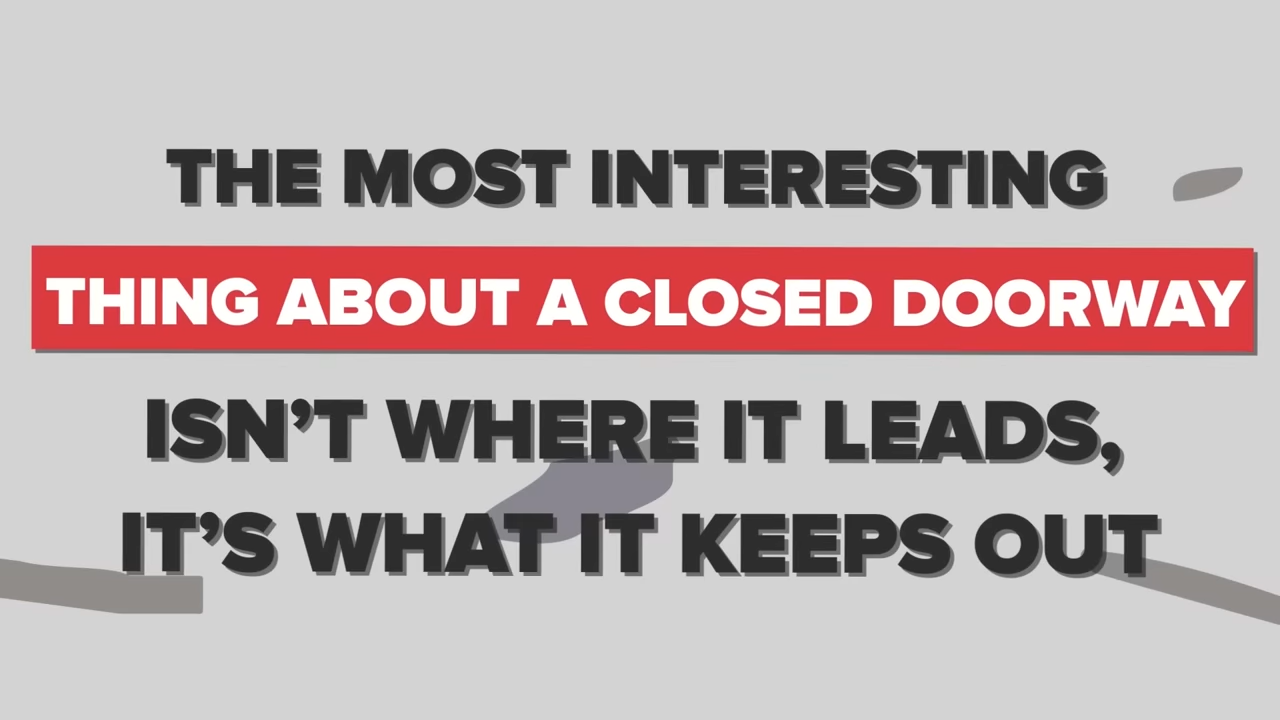 THE MOST INTERESTING
THING ABOUT A CLOSED DOORWAY
ISN’T WHERE IT LEADS,
IT’S WHAT IT KEEPS OUT